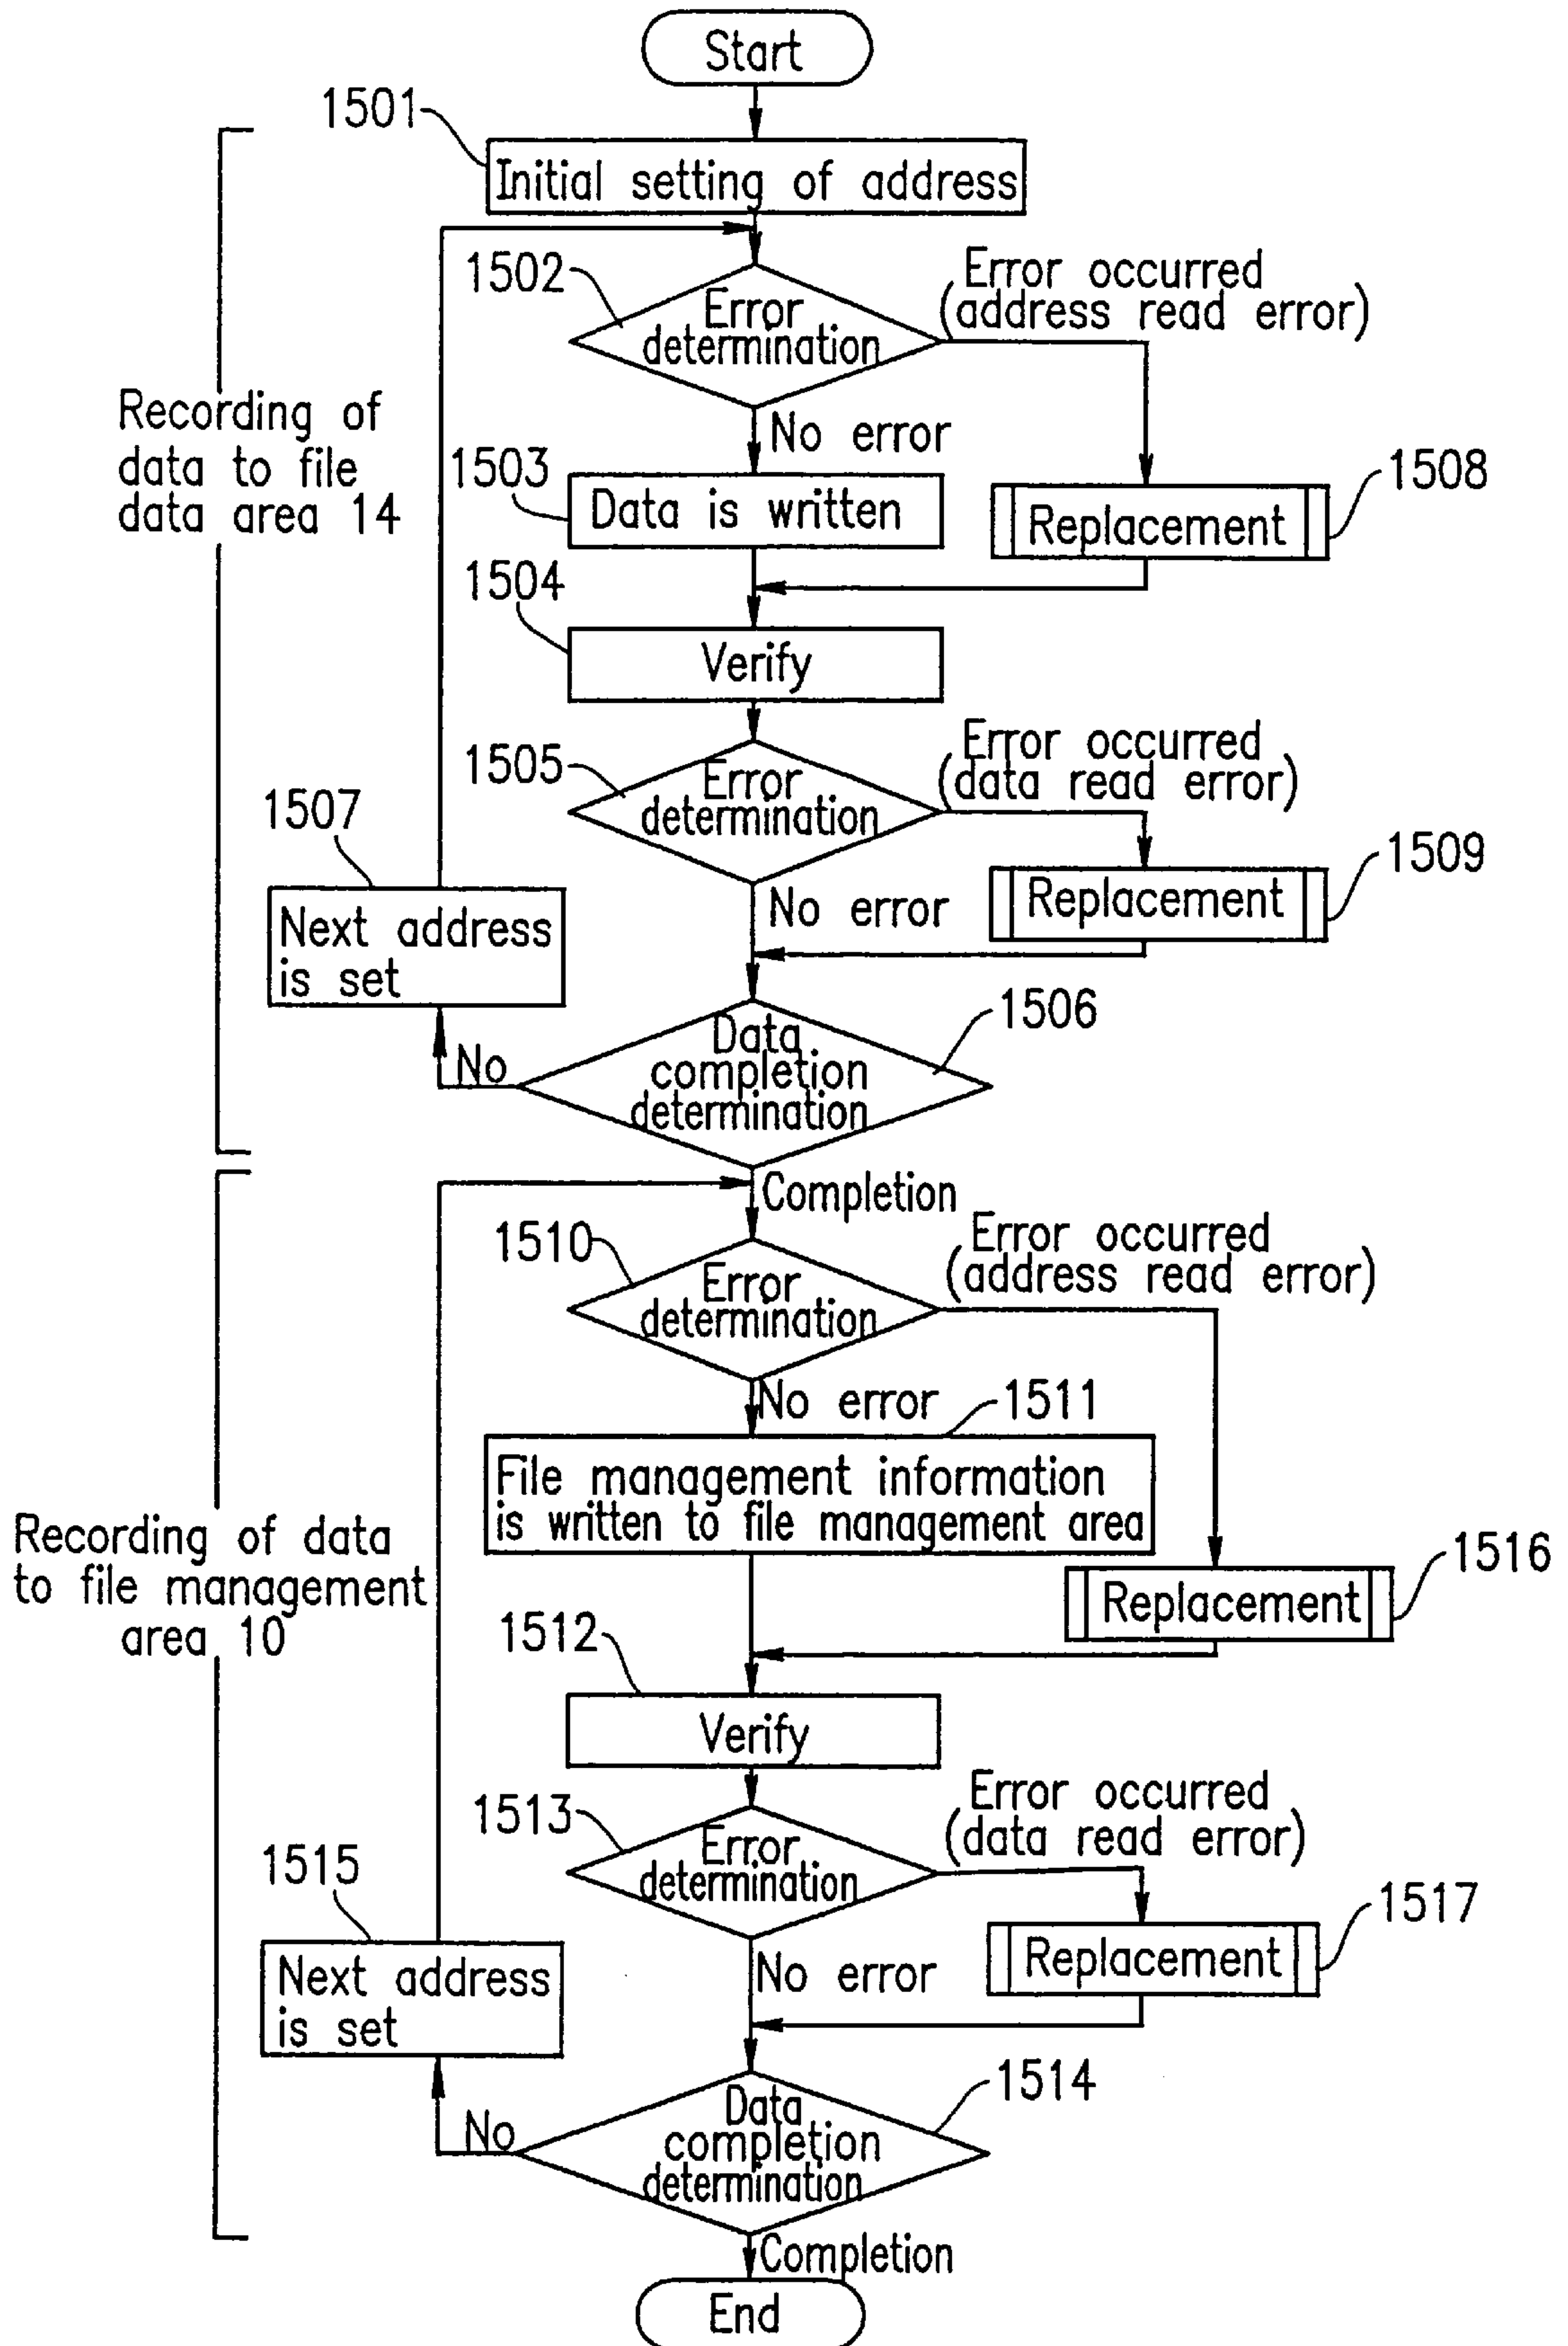 Start
1501
Initial setting of address
1502
Error
determination
Error occurred
(address read error)
No error
Recording of
data to file
data area 14
1503
Data is written
1508
Replacement
1504
Verify
1505
Error
determination
Error occurred
(data read error)
1507
Next address
is set
No error
1509
Replacement
1506
Data
completion
determination
No
Completion
1510
Error
determination
Error occurred
(address read error)
No error
1511
File management information
is written to file management area
Recording of data
to file management
area 10
1516
Replacement
1512
Verify
1513
Error
determination
Error occurred
(data read error)
1515
Next address
is set
No error
1517
Replacement
1514
Data
completion
determination
No
Completion
End